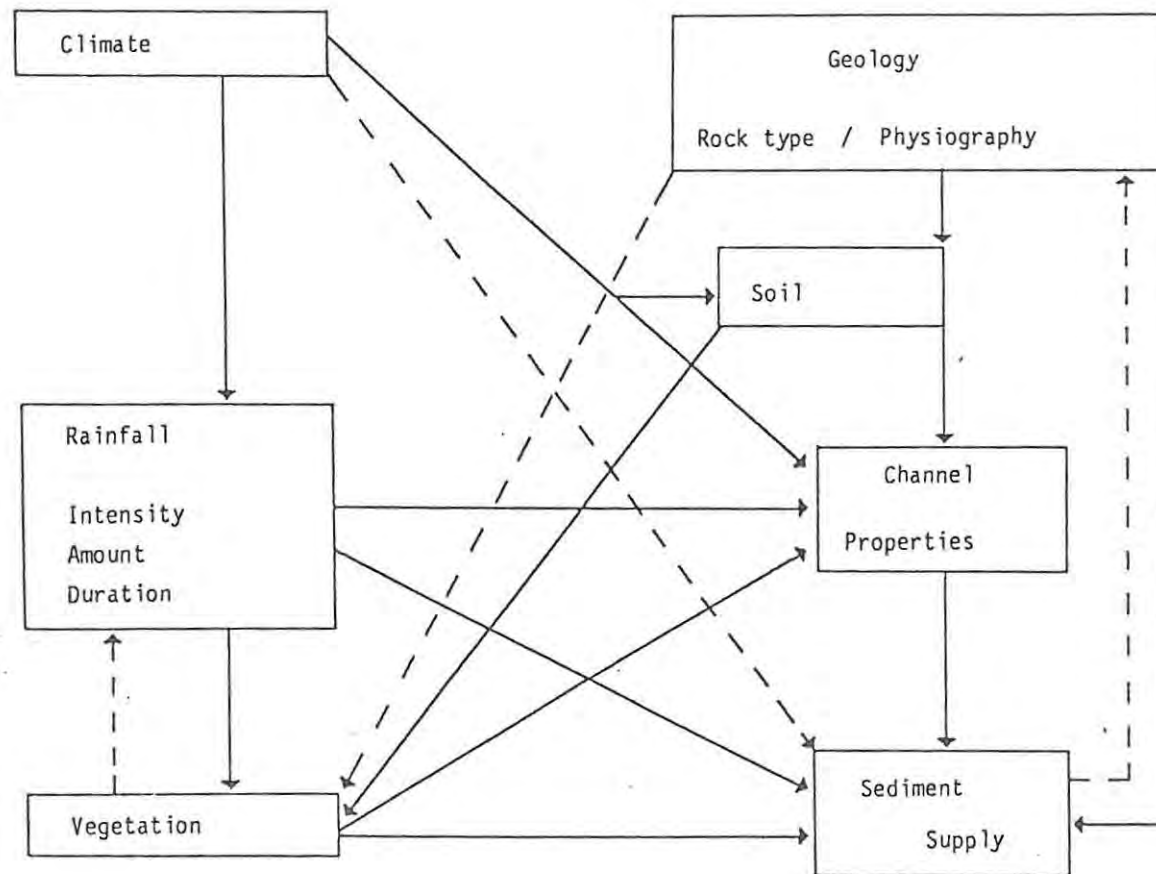 Climate
Geology
Rock type / Physiography
Soil
Rainfall
Intensity
Amount
Duration
Channel
Properties
Vegetation
Sediment
Supply